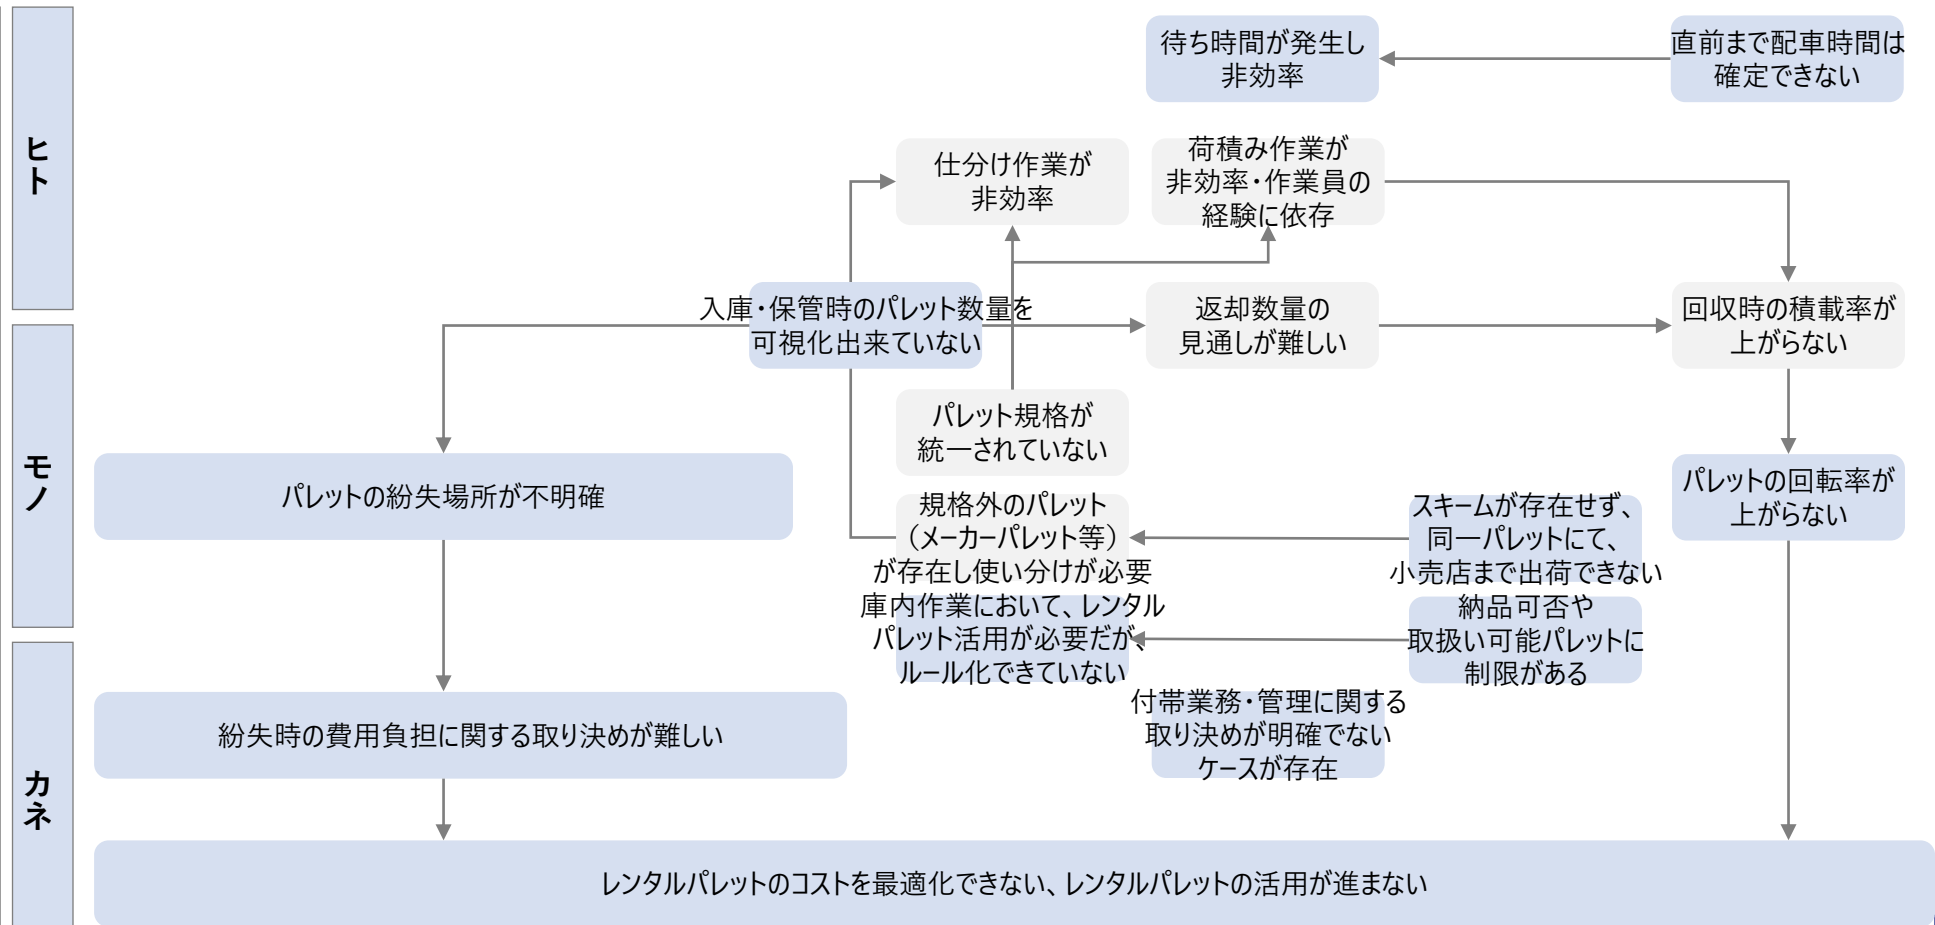 ヒト
待ち時間が発生し
非効率
直前まで配車時間は
確定できない
仕分け作業が
非効率
荷積み作業が
非効率・作業員の
経験に依存
入庫・保管時のパレット数量を
可視化出来ていない
返却数量の
見通しが難しい
回収時の積載率が
上がらない
モノ
パレット規格が
統一されていない
パレットの紛失場所が不明確
規格外のパレット
（メーカーパレット等）
が存在し使い分けが必要
スキームが存在せず、
同一パレットにて、
小売店まで出荷できない
パレットの回転率が
上がらない
庫内作業において、レンタル
パレット活用が必要だが、
ルール化できていない
納品可否や
取扱い可能パレットに
制限がある
カネ
紛失時の費用負担に関する取り決めが難しい
付帯業務・管理に関する
取り決めが明確でない
ケースが存在
レンタルパレットのコストを最適化できない、レンタルパレットの活用が進まない